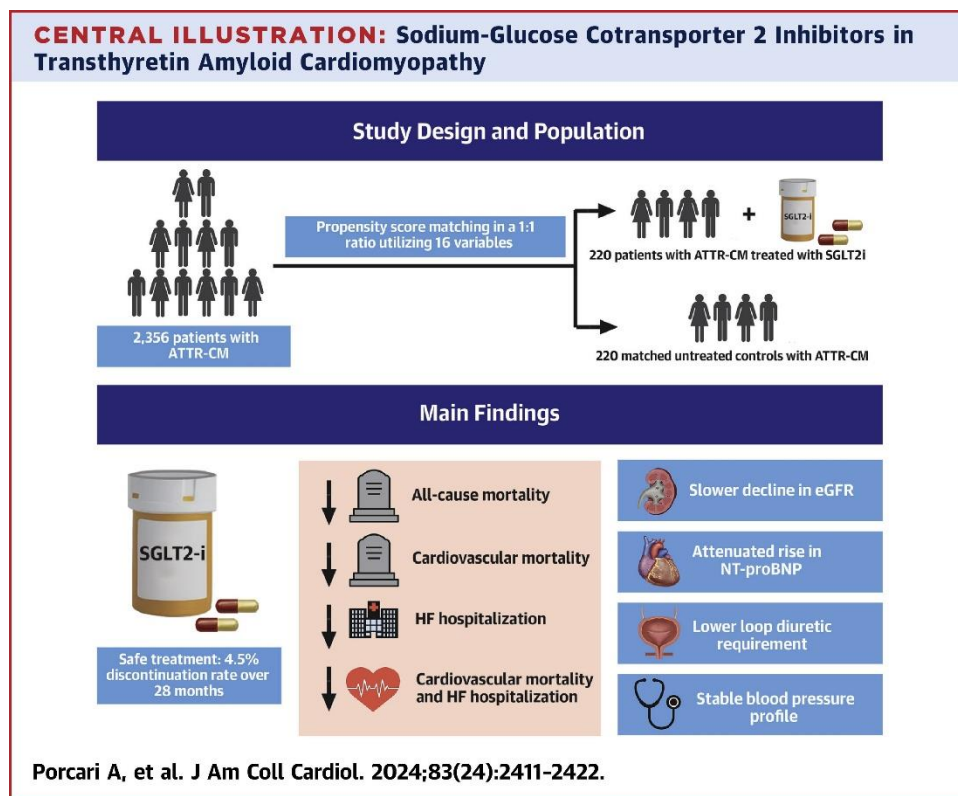 CENTRAL ILLUSTRATION: Sodium-Glucose Cotransporter 2 Inhibitors in
Transthyretin Amyloid Cardiomyopathy
Study Design and Population
2,356 patients with
ATTR-CM
Propensity score matching in a 1:1
ratio utilizing 16 variables
+
SGLT2-i
220 patients with ATTR-CM treated with SGLT2i
220 matched untreated controls with ATTR-CM
Main Findings
SGLT2-i
Safe treatment: 4.5%
discontinuation rate over
28 months
All-cause mortality
Cardiovascular mortality
HF hospitalization
Cardiovascular mortality
and HF hospitalization
Slower decline in eGFR
Attenuated rise in
NT-proBNP
Lower loop diuretic
requirement
Stable blood pressure
profile
Porcari A, et al. J Am Coll Cardiol. 2024;83(24):2411–2422.